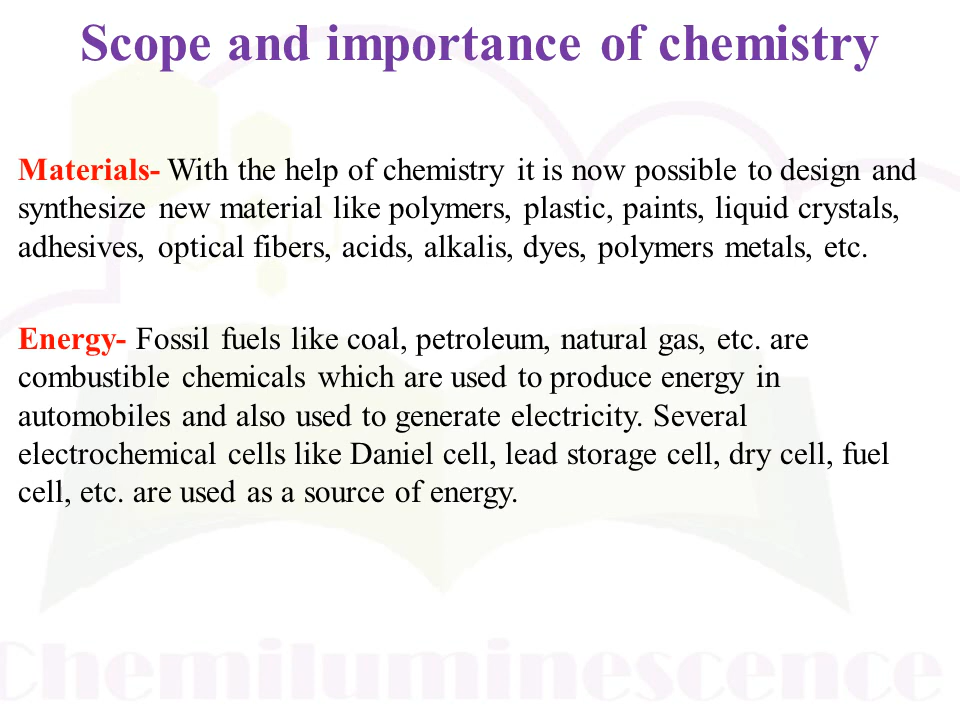 Scope and importance of chemistry
Materials- With the help of chemistry it is now possible to design and
synthesize new material like polymers, plastic, paints, liquid crystals,
adhesives, optical fibers, acids, alkalis, dyes, polymers metals, etc.
Energy- Fossil fuels like coal, petroleum, natural gas, etc. are
combustible chemicals which are used to produce energy in
automobiles and also used to generate electricity. Several
electrochemical cells like Daniel cell, lead storage cell, dry cell, fuel
cell, etc. are used as a source of energy.
Chemiluminescence